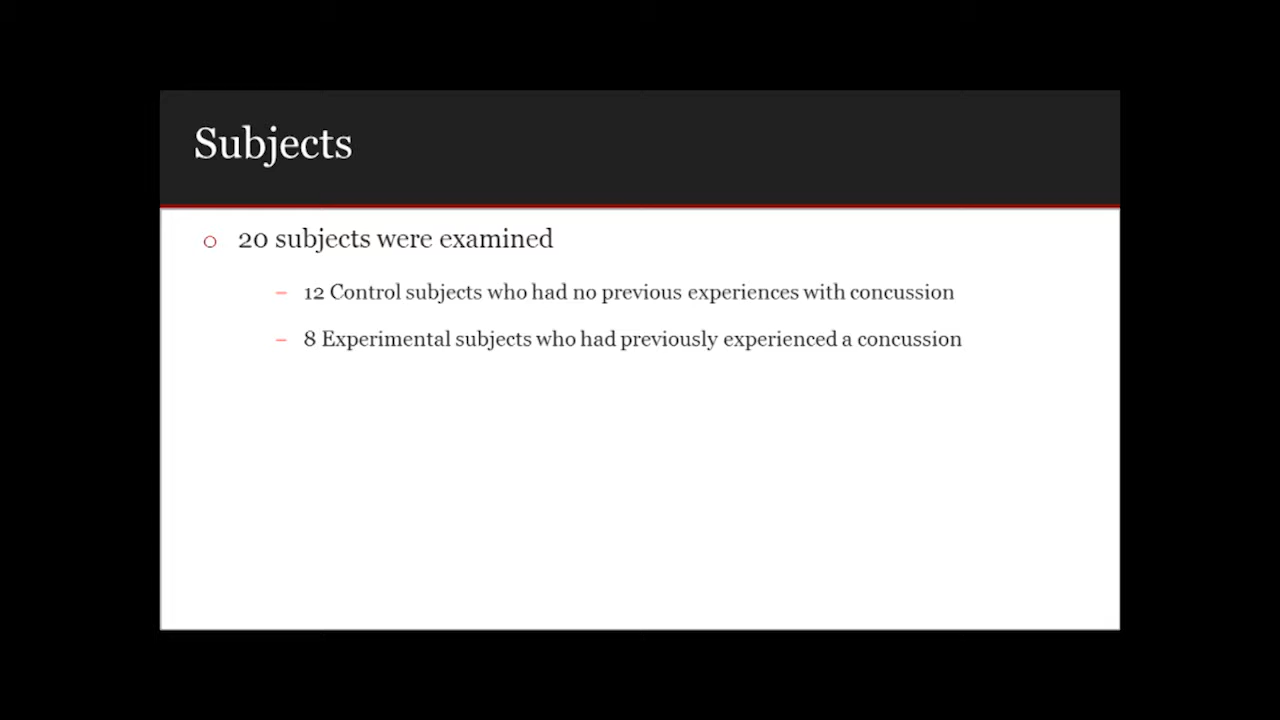 Subjects
20 subjects were examined
12 Control subjects who had no previous experiences with concussion
8 Experimental subjects who had previously experienced a concussion